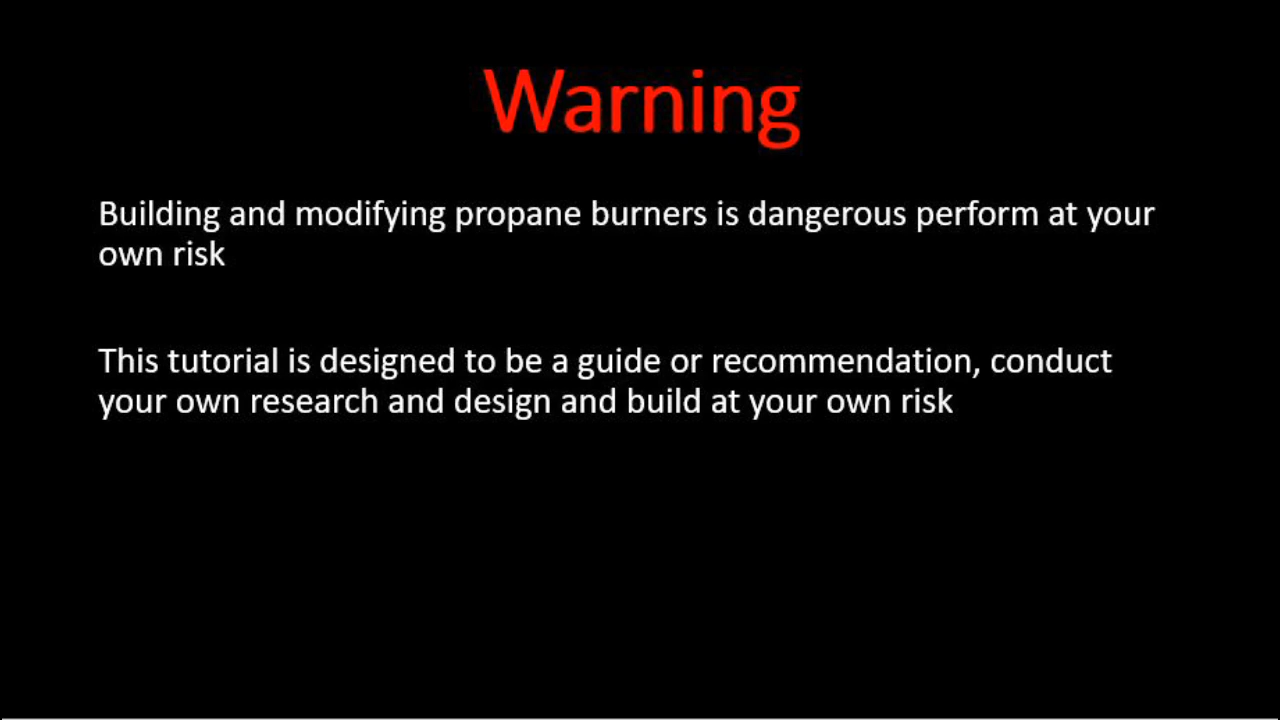 Warning
Building and modifying propane burners is dangerous perform at your
own risk
This tutorial is designed to be a guide or recommendation, conduct
your own research and design and build at your own risk